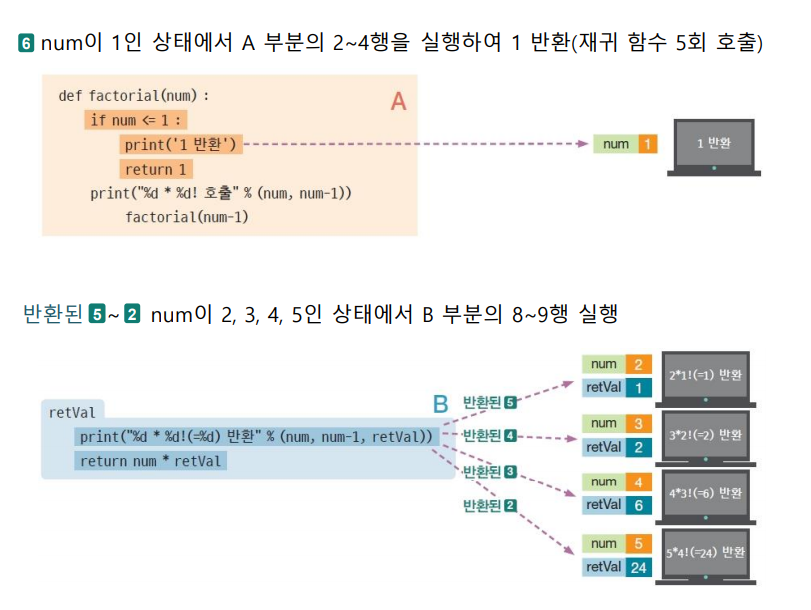 6 num이 1인 상태에서 A 부분의 2~4행을 실행하여 1 반환(재귀 함수 5회 호출)
def factorial(num) :
A
if num <= 1 :
print('1 반환')
num 1
1 반환
return 1
print("%d * %d! 호출" % (num, num-1))
factorial(num-1)
반환된 5 ~ 2 num이 2, 3, 4, 5인 상태에서 B 부분의 8~9행 실행
retVal
B
print("%d * %d!(=%d) 반환" % (num, num-1, retVal))
return num * retVal
반환된 5
반환된 4
반환된 3
반환된 2
num 2
retVal 1
2*1!(=1) 반환
num 3
retVal 2
3*2!(=2) 반환
num 4
retVal 6
4*3!(=6) 반환
num 5
retVal 24
5*4!(=24) 반환